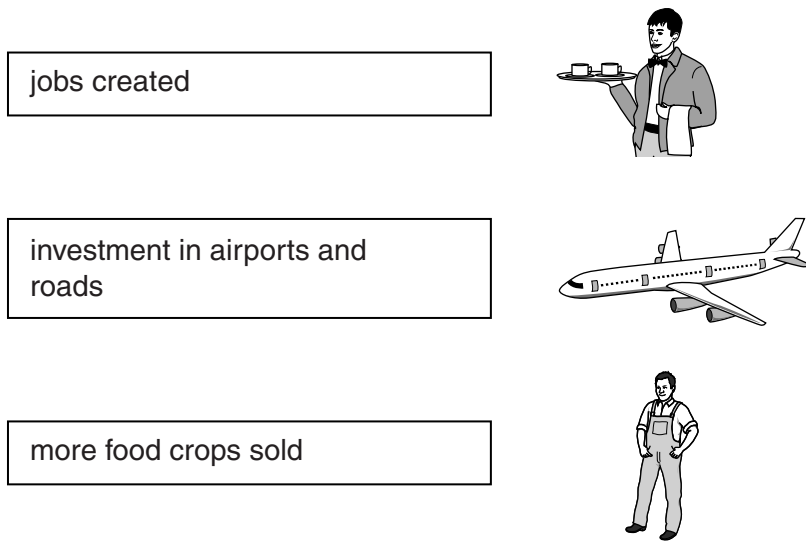 jobs created
investment in airports and
roads
more food crops sold